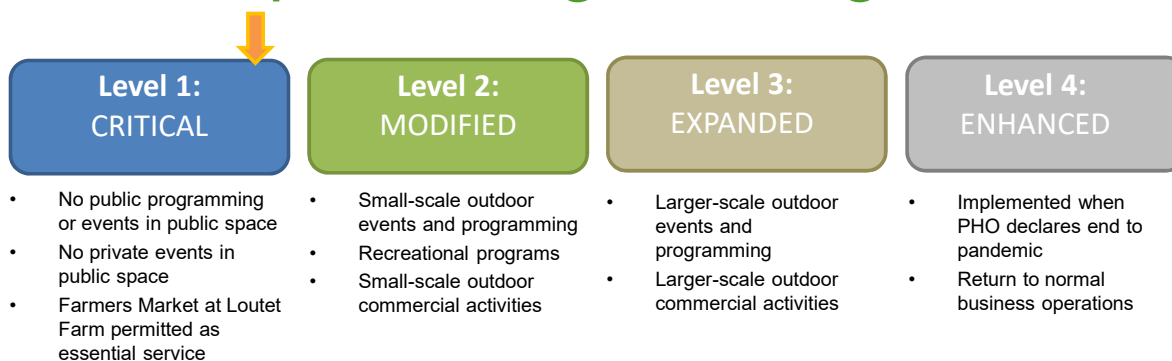 Level 1:
CRITICAL
• No public programming
or events in public space
• No private events in
public space
• Farmers Market at Loutet
Farm permitted as
essential service
Level 2:
MODIFIED
• Small-scale outdoor
events and programming
• Recreational programs
• Small-scale outdoor
commercial activities
Level 3:
EXPANDED
• Larger-scale outdoor
events and
programming
• Larger-scale outdoor
commercial activities
Level 4:
ENHANCED
• Implemented when
PHO declares end to
pandemic
• Return to normal
business operations